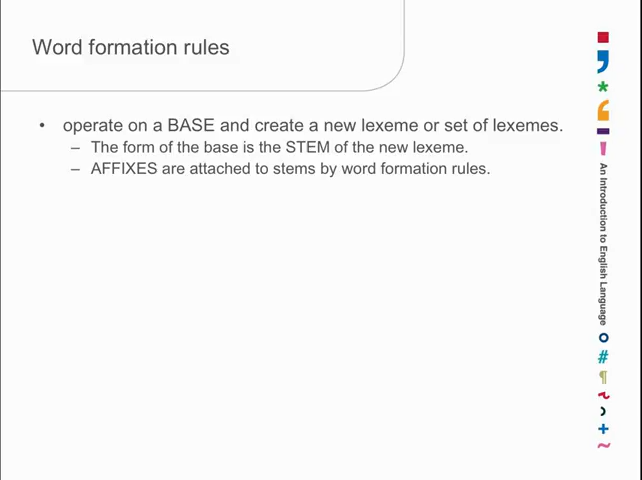 Word formation rules
• operate on a BASE and create a new lexeme or set of lexemes.
– The form of the base is the STEM of the new lexeme.
– AFFIXES are attached to stems by word formation rules.
An Introduction to English Language